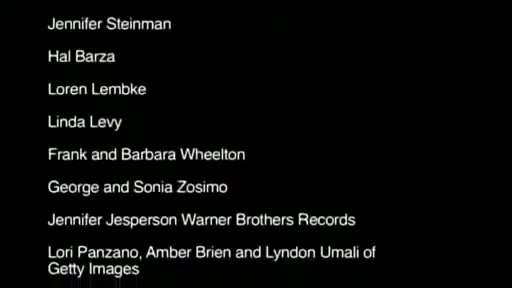 Jennifer Steinman
Hal Barza
Loren Lembke
Linda Levy
Frank and Barbara Wheelton
George and Sonia Zosimo
Jennifer Jesperson Warner Brothers Records
Lori Panzano, Amber Brien and Lyndon Umali of
Getty Images